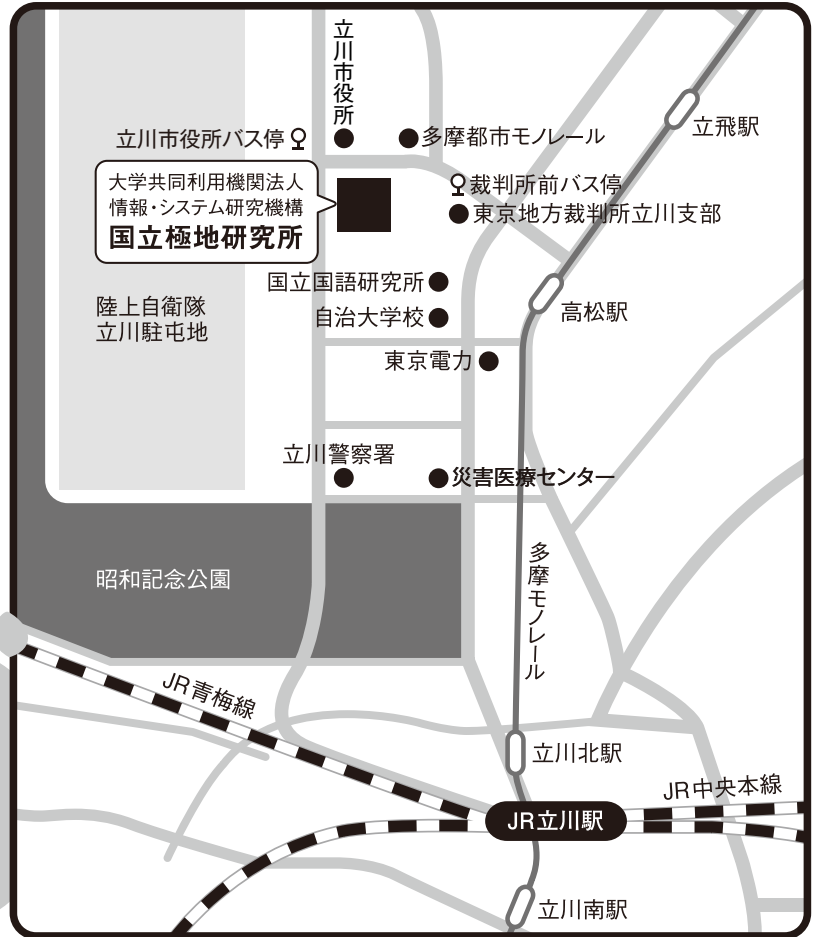 立川市役所
立川市役所バス停
多摩都市モノレール
立飛駅
大学共同利用機関法人
情報・システム研究機構
国立極地研究所
裁判所前バス停
東京地方裁判所立川支部
国立国語研究所
高松駅
陸上自衛隊
立川駐屯地
自治大学校
東京電力
立川警察署
災害医療センター
昭和記念公園
多摩モノレール
JR青梅線
立川北駅
JR中央本線
JR立川駅
立川南駅